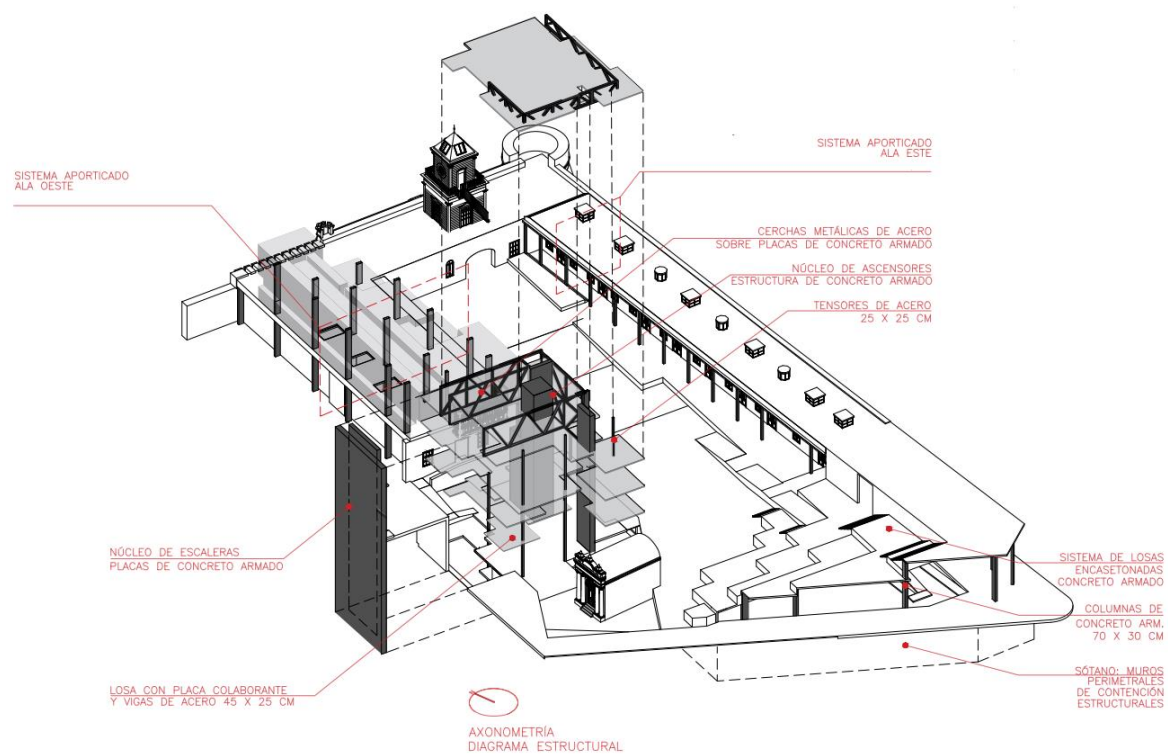 SISTEMA APORTICADO
ALA ESTE
SISTEMA APORTICADO
ALA OESTE
CERCHAS METÁLICAS DE ACERO
SOBRE PLACAS DE CONCRETO ARMADO
NÚCLEO DE ASCENSORES
ESTRUCTURA DE CONCRETO ARMADO
TENSORES DE ACERO
25 X 25 CM
NÚCLEO DE ESCALERAS
PLACAS DE CONCRETO ARMADO
SISTEMA DE LOSAS
ENCASETONADAS
CONCRETO ARMADO
COLUMNAS DE
CONCRETO ARM.
70 X 30 CM
SÓTANO: MUROS
PERIMETRALES
DE CONTENCIÓN
ESTRUCTURALES
LOSA CON PLACA COLABORANTE
Y VIGAS DE ACERO 45 X 25 CM
AXONOMETRÍA
DIAGRAMA ESTRUCTURAL